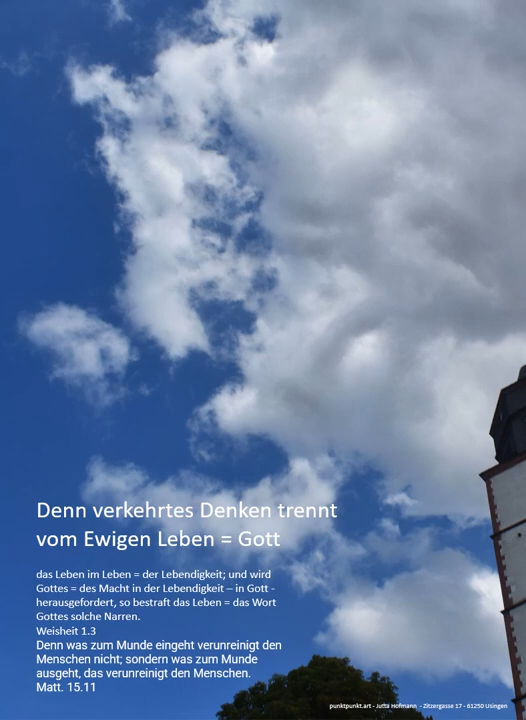 Denn verkehrtes Denken trennt
vom Ewigen Leben = Gott
das Leben im Leben = der Lebendigkeit; und wird
Gottes = des Macht in der Lebendigkeit – in Gott -
herausgefordert, so bestraft das Leben = das Wort
Gottes solche Narren.
Weisheit 1.3
Denn was zum Munde eingeht verunreinigt den
Menschen nicht; sondern was zum Munde
ausgeht, das verunreinigt den Menschen.
Matt. 15.11
punktpunkt.art - Jutta Hofmann - Zitzergasse 17 - 61250 Usingen